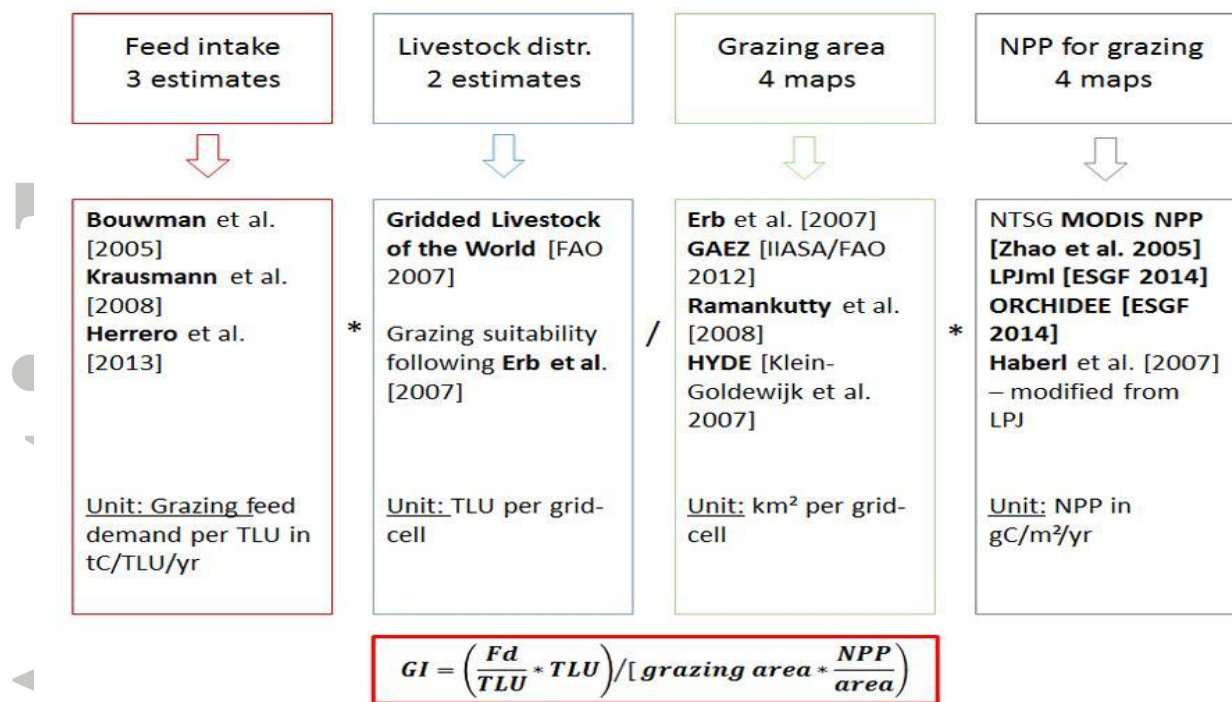 Feed intake
3 estimates
Livestock distr.
2 estimates
Grazing area
4 maps
NPP for grazing
4 maps
Bouwman et al.
[2005]
Krausmann et al.
[2008]
Herrero et al.
[2013]
Unit: Grazing feed
demand per TLU in
tC/TLU/yr
*
Gridded Livestock
of the World [FAO
2007]
Grazing suitability
following Erb et al.
[2007]
Unit: TLU per grid-
cell
/
Erb et al. [2007]
GAEZ [IIASA/FAO
2012]
Ramankutty et al.
[2008]
HYDE [Klein-
Goldewijk et al.
2007]
Unit: km² per grid-
cell
*
NTSG MODIS NPP
[Zhao et al. 2005]
LPJml [ESGF 2014]
ORCHIDEE [ESGF
2014]
Haberl et al. [2007]
– modified from
LPJ
Unit: NPP in
gC/m²/yr
GI = (Fd/TLU * TLU)/[ grazing area * NPP/area)